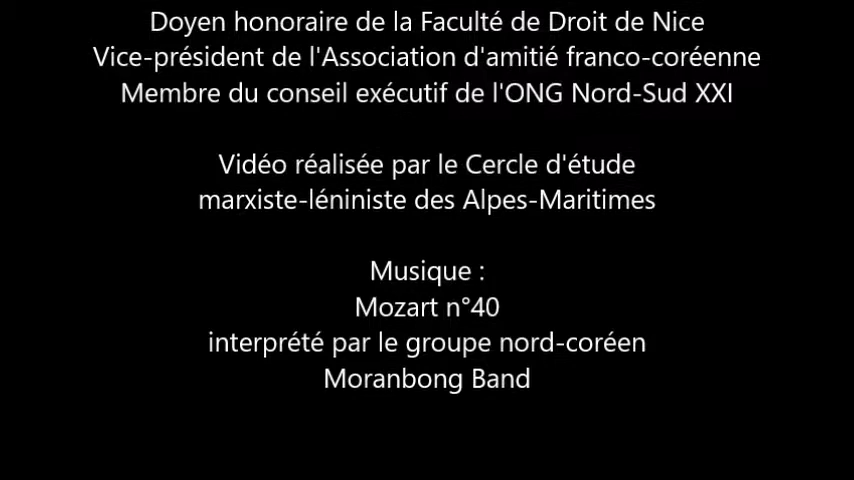 Doyen honoraire de la Faculté de Droit de Nice
Vice-président de l'Association d'amitié franco-coréenne
Membre du conseil exécutif de l'ONG Nord-Sud XXI
Vidéo réalisée par le Cercle d'étude
marxiste-léniniste des Alpes-Maritimes
Musique :
Mozart n°40
interprété par le groupe nord-coréen
Moranbong Band